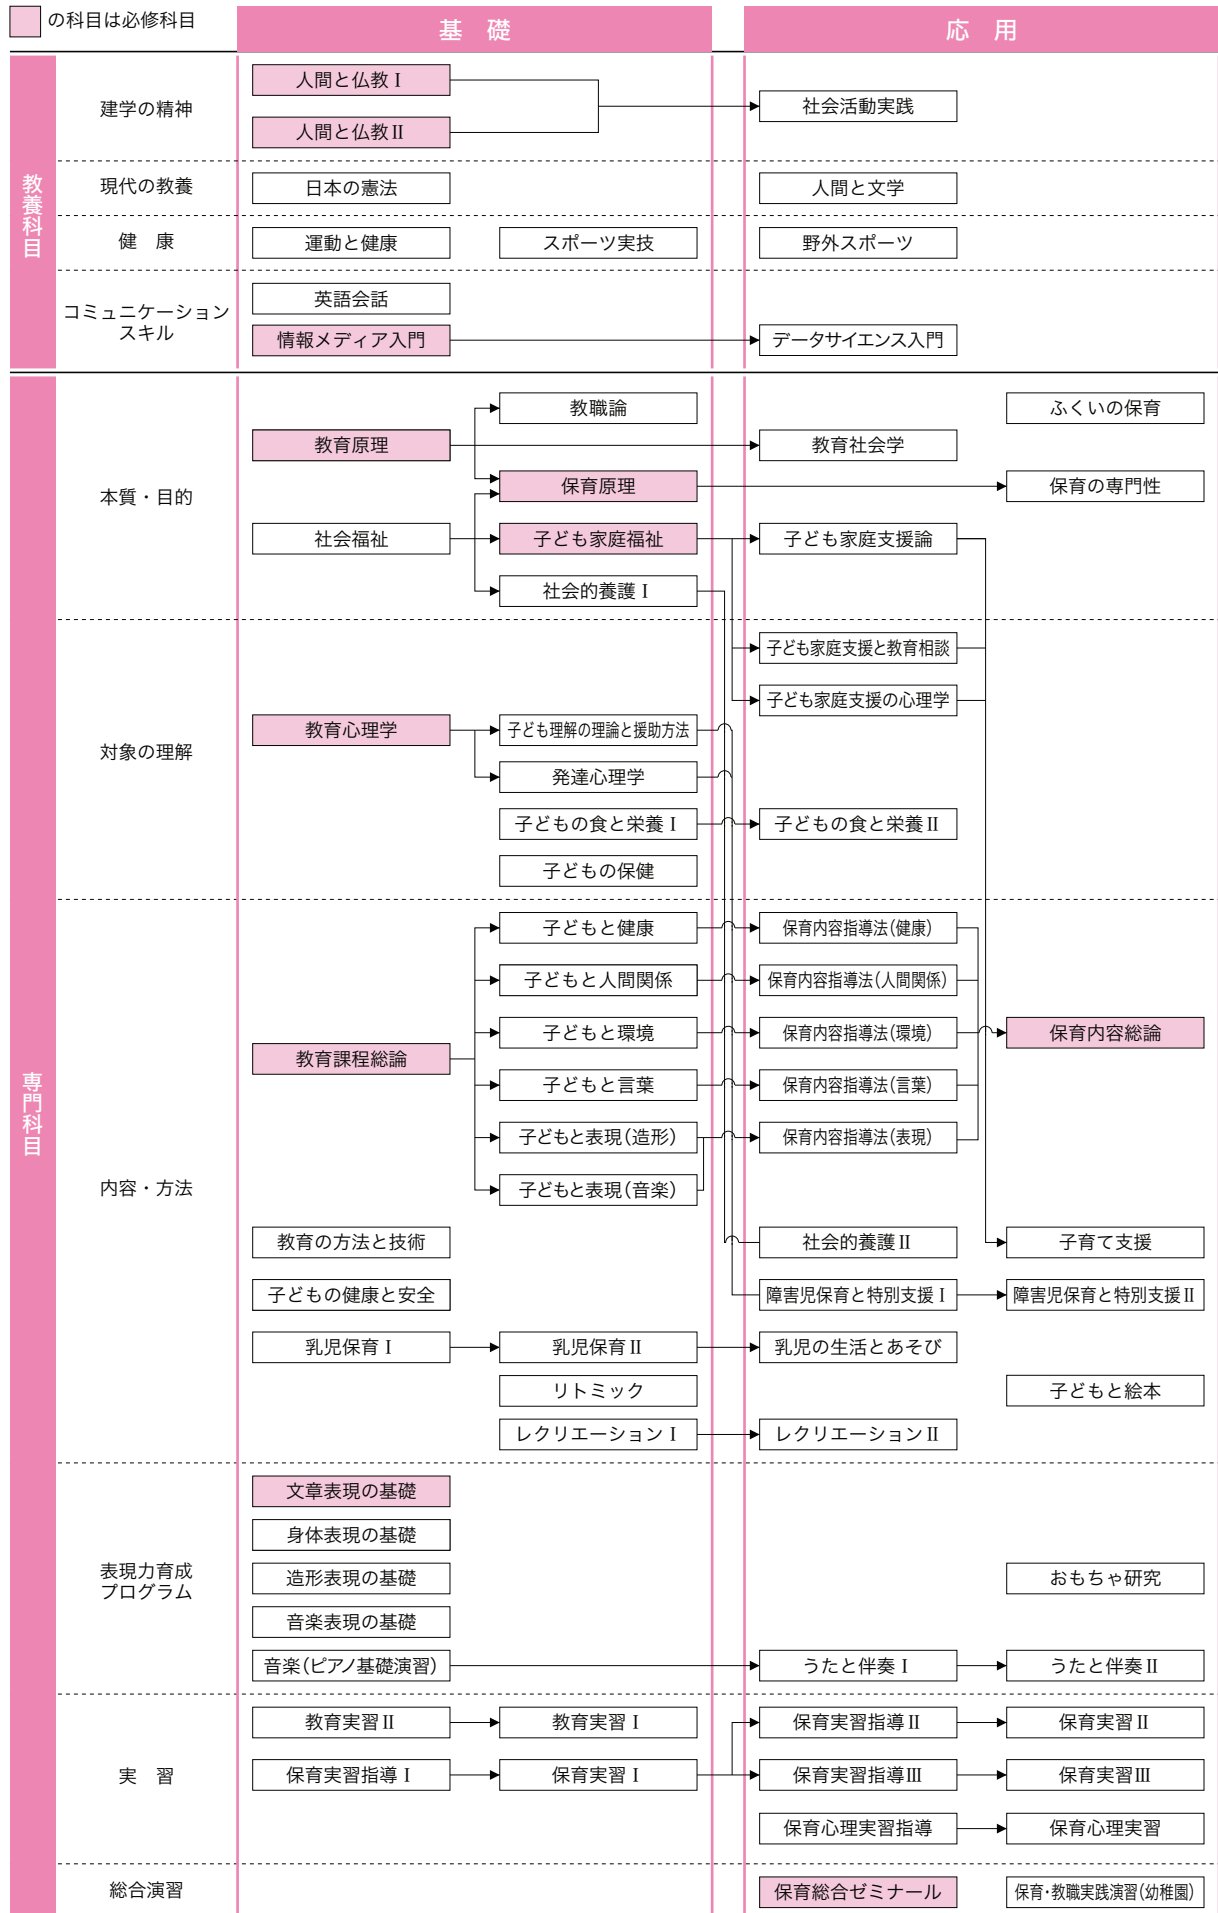 の科目は必修科目
基 礎
応 用
教養科目
建学の精神
人間と仏教 I
人間と仏教 II
社会活動実践
現代の教養
日本の憲法
人間と文学
健 康
運動と健康
スポーツ実技
野外スポーツ
コミュニケーション
スキル
英語会話
情報メディア入門
データサイエンス入門
専門科目
本質・目的
教職論
ふくいの保育
教育原理
教育社会学
保育原理
保育の専門性
社会福祉
子ども家庭福祉
子ども家庭支援論
社会的養護 I
対象の理解
子ども家庭支援と教育相談
子ども家庭支援の心理学
教育心理学
子ども理解の理論と援助方法
発達心理学
子どもの食と栄養 I
子どもの食と栄養 II
子どもの保健
内容・方法
子どもと健康
保育内容指導法(健康)
子どもと人間関係
保育内容指導法(人間関係)
子どもと環境
保育内容指導法(環境)
保育内容総論
教育課程総論
子どもと言葉
保育内容指導法(言葉)
子どもと表現(造形)
保育内容指導法(表現)
子どもと表現(音楽)
教育の方法と技術
社会的養護 II
子育て支援
子どもの健康と安全
障害児保育と特別支援 I
障害児保育と特別支援 II
乳児保育 I
乳児保育 II
乳児の生活とあそび
リトミック
子どもと絵本
レクリエーション I
レクリエーション II
表現力育成
プログラム
文章表現の基礎
身体表現の基礎
造形表現の基礎
おもちゃ研究
音楽表現の基礎
音楽(ピアノ基礎演習)
うたと伴奏 I
うたと伴奏 II
実 習
教育実習 II
教育実習 I
保育実習指導 II
保育実習 II
保育実習指導 I
保育実習 I
保育実習指導III
保育実習III
保育心理実習指導
保育心理実習
総合演習
保育総合ゼミナール
保育・教職実践演習(幼稚園)